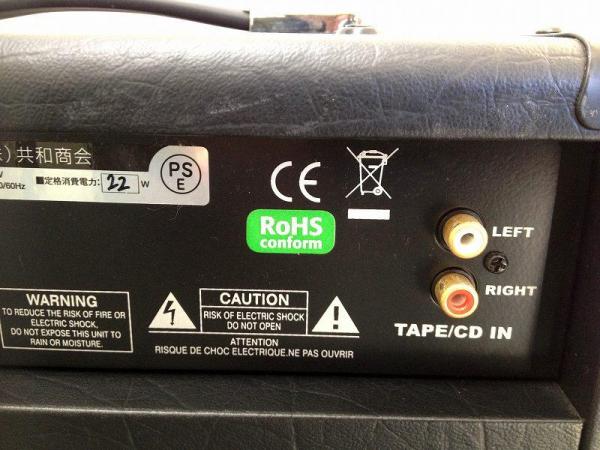 ）共和商会
W
0/60Hz
■定格消費電力: 22 W
PS
E
CE
RoHS
conform
LEFT
RIGHT
TAPE/CD IN
WARNING
TO REDUCE THE RISK OF FIRE OR
ELECTRIC SHOCK,
DO NOT EXPOSE THIS UNIT TO
RAIN OR MOISTURE.
CAUTION
RISK OF ELECTRIC SHOCK
DO NOT OPEN
ATTENTION
RISQUE DE CHOC ELECTRIQUE.NE PAS OUVRIR